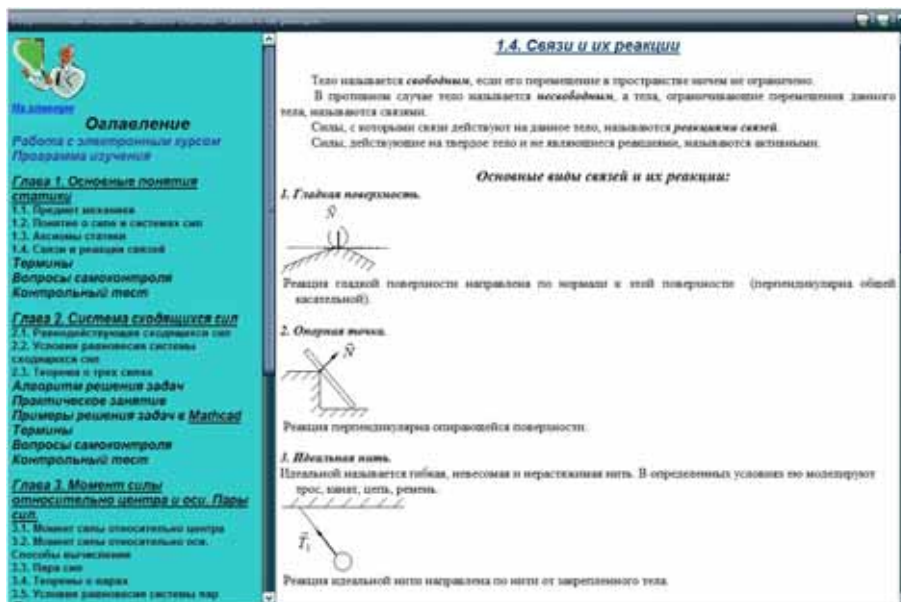 На главную
Оглавление
Работа с электронным курсом
Программа изучения
Глава 1. Основные понятия
статики
1.1. Предмет механики
1.2. Понятие о силе и системах сил
1.3. Аксиомы статики
1.4. Связи и реакции связей
Термины
Вопросы самоконтроля
Контрольный тест
Глава 2. Система сходящихся сил
2.1. Равнодействующая сходящихся сил
2.2. Условия равновесия системы
сходящихся сил
2.3. Теорема о трех силах
Алгоритм решения задач
Практическое занятие
Примеры решения задач в Mathcad
Термины
Вопросы самоконтроля
Контрольный тест
Глава 3. Момент силы
относительно центра и оси. Пары
сил.
3.1. Момент силы относительно центра
3.2. Момент силы относительно оси.
Способы вычисления
3.3. Пара сил
3.4. Теоремы о парах
3.5. Условия равновесия системы пар
1.4. Связи и их реакции
Тело называется свободным, если его перемещение в пространстве ничем не ограничено.
В противном случае тело называется несвободным, а тела, ограничивающие перемещения данного
тела, называются связями.
Силы, с которыми связи действуют на данное тело, называются реакциями связей.
Силы, действующие на твердое тело и не являющиеся реакциями, называются активными.
Основные виды связей и их реакции:
1. Гладкая поверхность.
N
Реакция гладкой поверхности направлена по нормали к этой поверхности (перпендикулярна общей
касательной).
2. Опорная точка.
N
Реакция перпендикулярна опирающейся поверхности.
3. Идеальная нить.
Идеальной называется гибкая, невесомая и нерастяжимая нить. В определенных условиях ею моделируют
трос, канат, цепь, ремень.
T₁
Реакция идеальной нити направлена по нити от закрепленного тела.